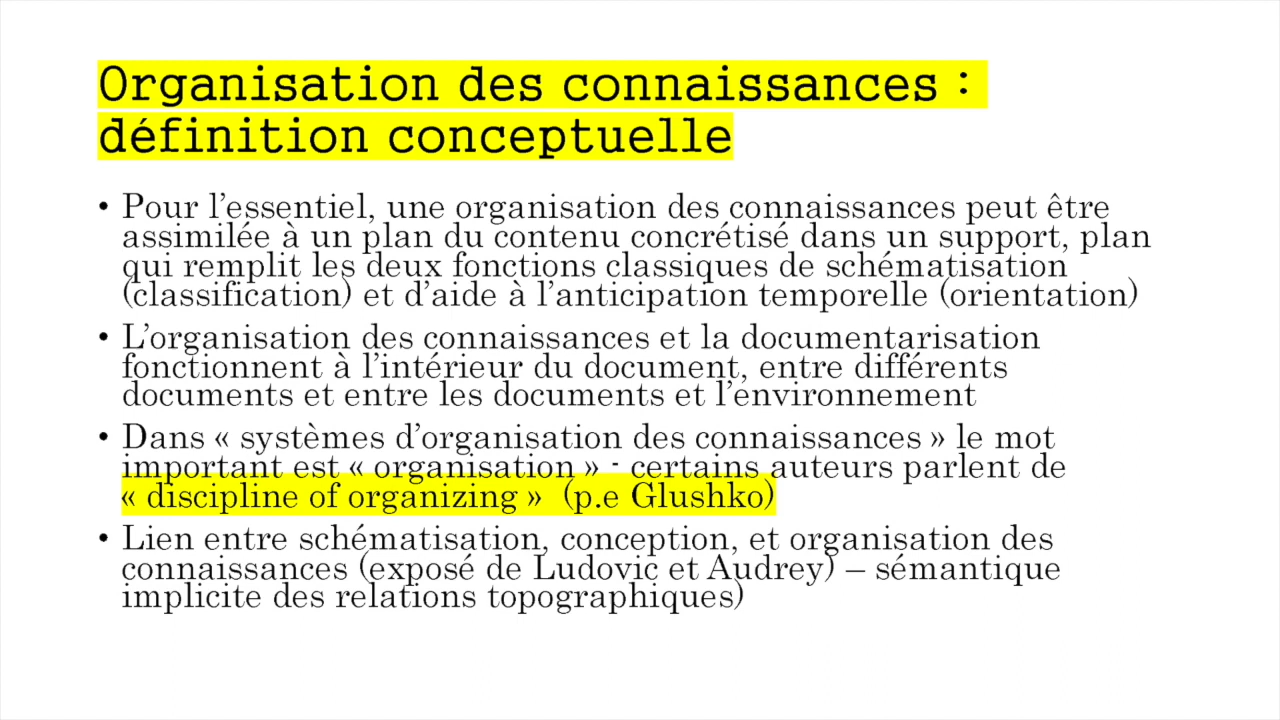 Organisation des connaissances :
définition conceptuelle
• Pour l’essentiel, une organisation des connaissances peut être
assimilée à un plan du contenu concrétisé dans un support, plan
qui remplit les deux fonctions classiques de schématisation
(classification) et d’aide à l’anticipation temporelle (orientation)
• L’organisation des connaissances et la documentarisation
fonctionnent à l’intérieur du document, entre différents
documents et entre les documents et l’environnement
• Dans « systèmes d’organisation des connaissances » le mot
important est « organisation » - certains auteurs parlent de
« discipline of organizing » (p.e Glushko)
• Lien entre schématisation, conception, et organisation des
connaissances (exposé de Ludovic et Audrey) – sémantique
implicite des relations topographiques)